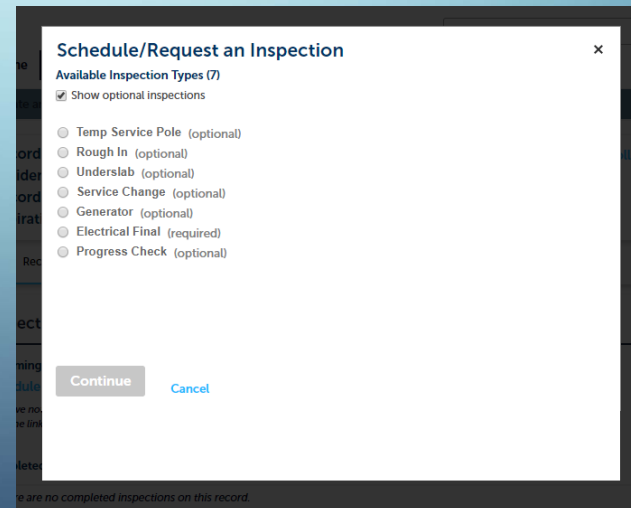 Schedule/Request an Inspection
×
Available Inspection Types (7)
Show optional inspections
Temp Service Pole (optional)
Rough In (optional)
Underslab (optional)
Service Change (optional)
Generator (optional)
Electrical Final (required)
Progress Check (optional)
Continue
Cancel
re are no completed inspections on this record.